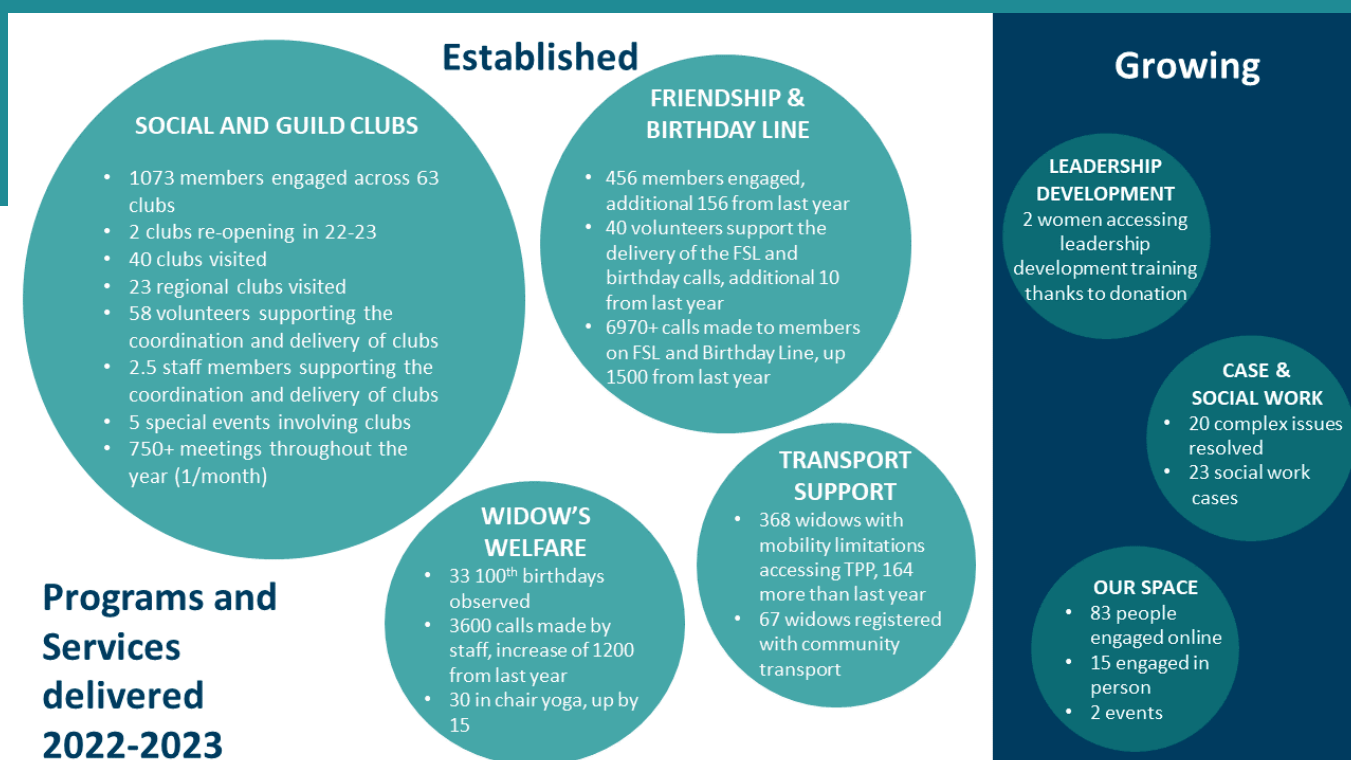 Established
SOCIAL AND GUILD CLUBS
• 1073 members engaged across 63
clubs
• 2 clubs re-opening in 22-23
• 40 clubs visited
• 23 regional clubs visited
• 58 volunteers supporting the
coordination and delivery of clubs
• 2.5 staff members supporting the
coordination and delivery of clubs
• 5 special events involving clubs
• 750+ meetings throughout the
year (1/month)
FRIENDSHIP &
BIRTHDAY LINE
• 456 members engaged,
additional 156 from last year
• 40 volunteers support the
delivery of the FSL and
birthday calls, additional 10
from last year
• 6970+ calls made to members
on FSL and Birthday Line, up
1500 from last year
WIDOW'S
WELFARE
• 33 100th birthdays
observed
• 3600 calls made by
staff, increase of 1200
from last year
• 30 in chair yoga, up by
15
TRANSPORT
SUPPORT
• 368 widows with
mobility limitations
accessing TPP, 164
more than last year
• 67 widows registered
with community
transport
Programs and
Services
delivered
2022-2023
Growing
LEADERSHIP
DEVELOPMENT
2 women accessing
leadership
development training
thanks to donation
CASE &
SOCIAL WORK
• 20 complex issues
resolved
• 23 social work
cases
OUR SPACE
• 83 people
engaged online
• 15 engaged in
person
• 2 events